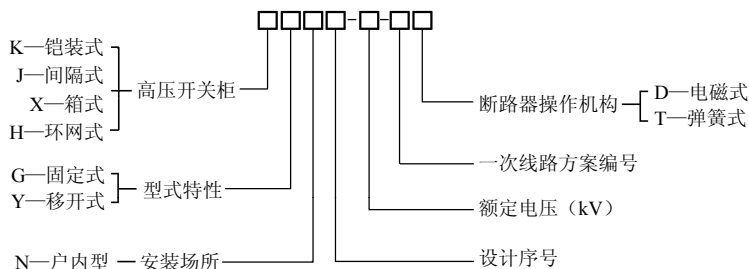 □□□□-□-□□
K—铠装式
J—间隔式
X—箱式
H—环网式
高压开关柜
G—固定式
Y—移开式
型式特性
N—户内型
安装场所
断路器操作机构
D—电磁式
T—弹簧式
一次线路方案编号
额定电压（kV）
设计序号